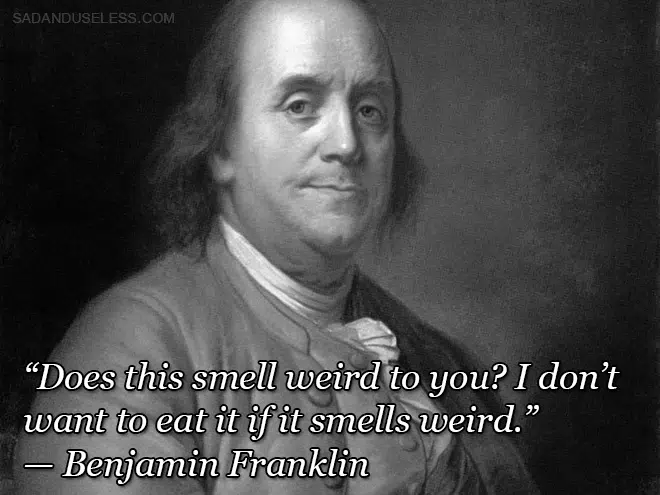 SADANDUSELESS.COM
“Does this smell weird to you? I don’t
want to eat it if it smells weird.”
— Benjamin Franklin